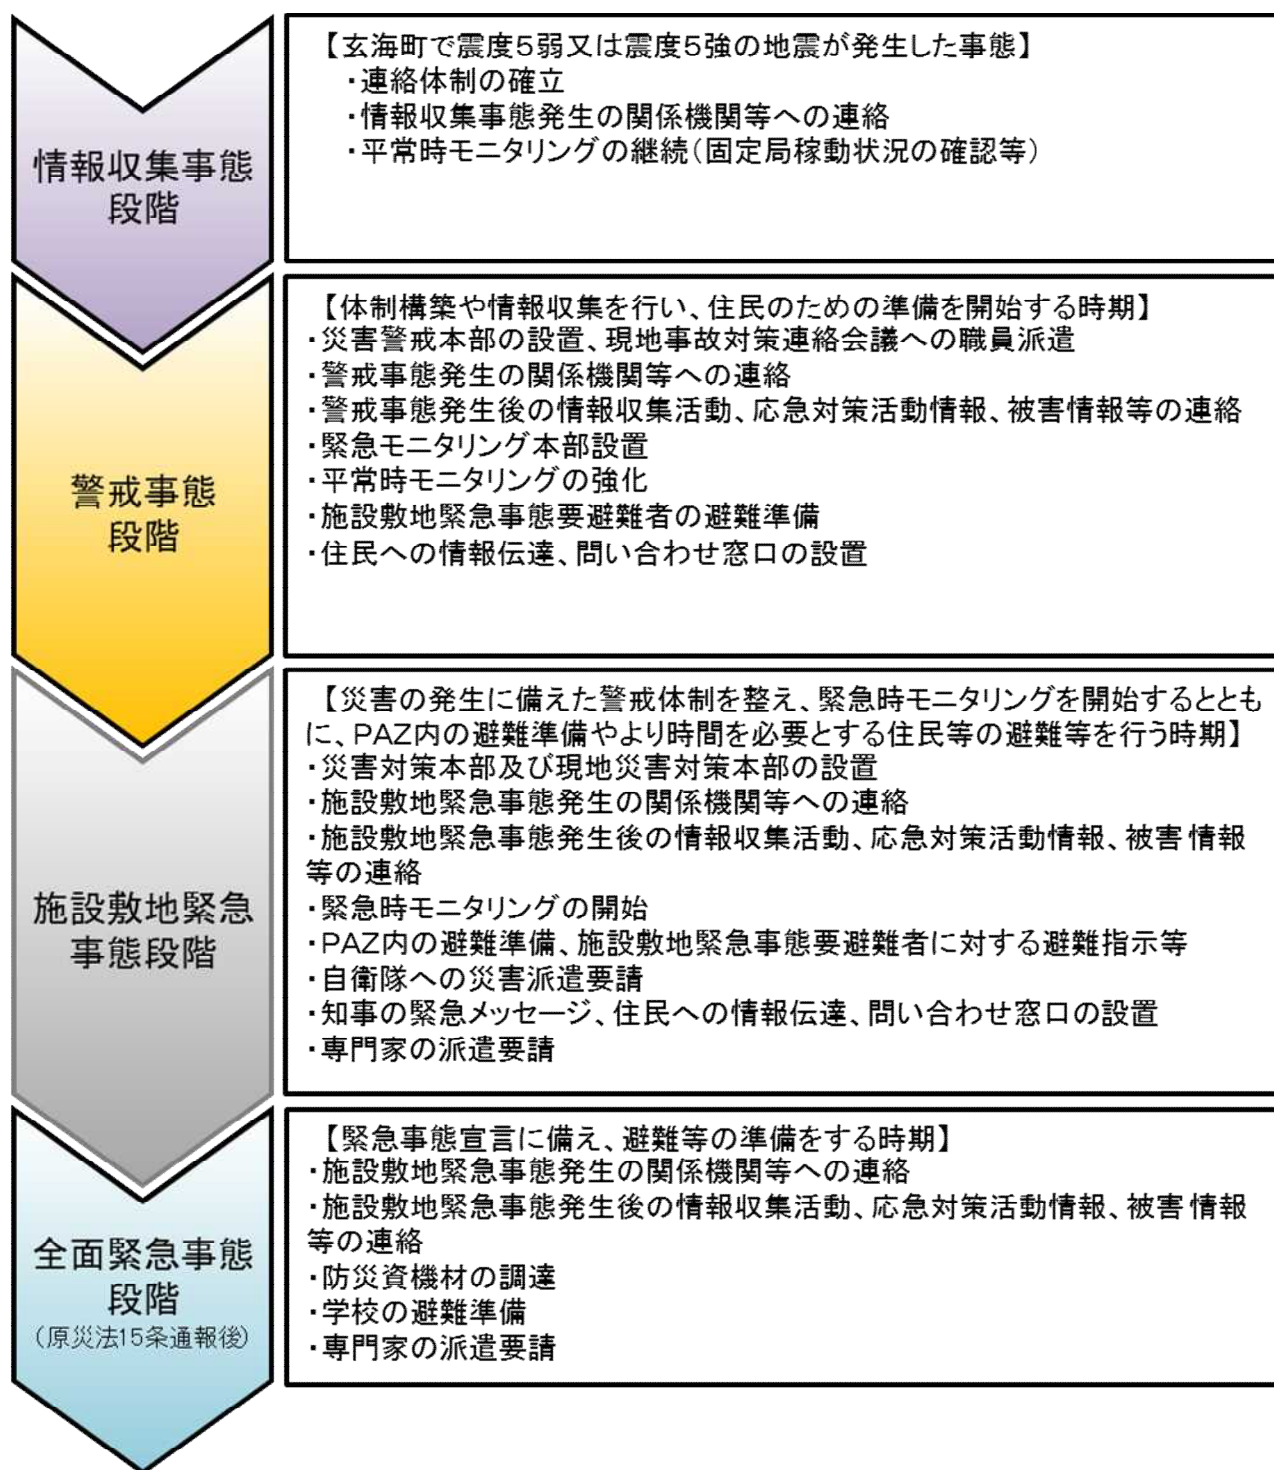 情報収集事態
段階
【玄海町で震度5弱又は震度5強の地震が発生した事態】
・連絡体制の確立
・情報収集事態発生の関係機関等への連絡
・平常時モニタリングの継続(固定局稼動状況の確認等)
警戒事態
段階
【体制構築や情報収集を行い、住民のための準備を開始する時期】
・災害警戒本部の設置、現地事故対策連絡会議への職員派遣
・警戒事態発生の関係機関等への連絡
・警戒事態発生後の情報収集活動、応急対策活動情報、被害情報等の連絡
・緊急モニタリング本部設置
・平常時モニタリングの強化
・施設敷地緊急事態要避難者の避難準備
・住民への情報伝達、問い合わせ窓口の設置
施設敷地緊急
事態段階
【災害の発生に備えた警戒体制を整え、緊急時モニタリングを開始するととも
に、PAZ内の避難準備やより時間を必要とする住民等の避難等を行う時期】
・災害対策本部及び現地災害対策本部の設置
・施設敷地緊急事態発生の関係機関等への連絡
・施設敷地緊急事態発生後の情報収集活動、応急対策活動情報、被害情報
等の連絡
・緊急時モニタリングの開始
・PAZ内の避難準備、施設敷地緊急事態要避難者に対する避難指示等
・自衛隊への災害派遣要請
・知事の緊急メッセージ、住民への情報伝達、問い合わせ窓口の設置
・専門家の派遣要請
全面緊急事態
段階
(原災法15条通報後)
【緊急事態宣言に備え、避難等の準備をする時期】
・施設敷地緊急事態発生の関係機関等への連絡
・施設敷地緊急事態発生後の情報収集活動、応急対策活動情報、被害情報
等の連絡
・防災資機材の調達
・学校の避難準備
・専門家の派遣要請